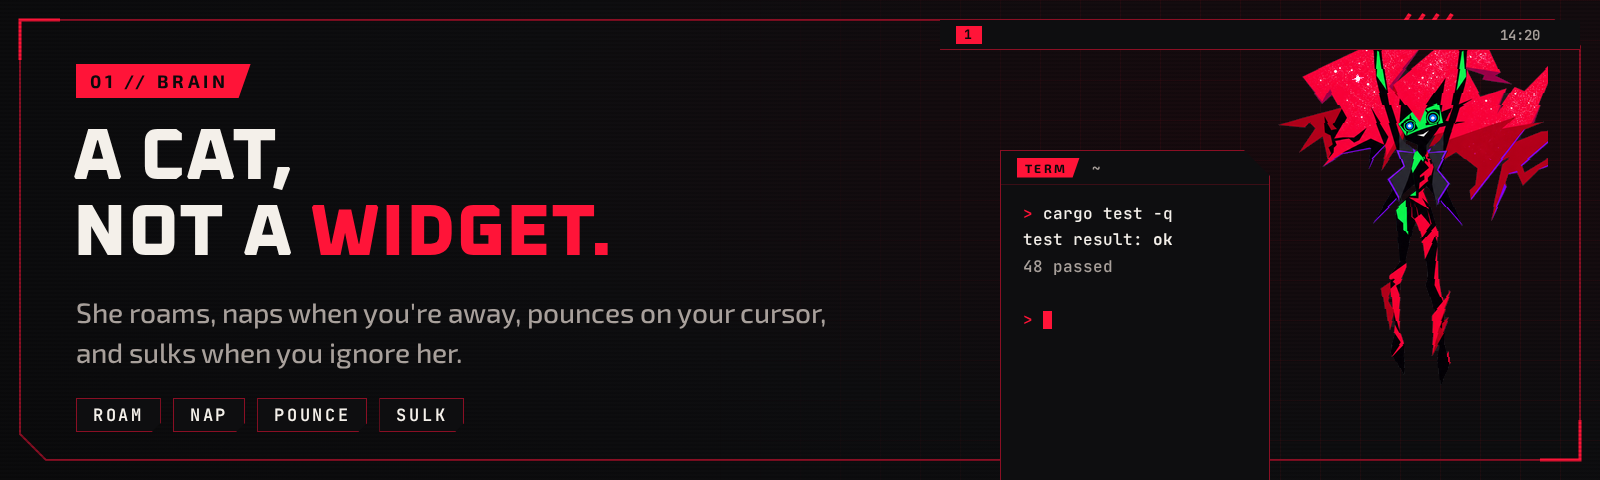 1
14:20
01 // BRAIN
A CAT,
NOT A WIDGET.
She roams, naps when you're away, pounces on your cursor,
and sulks when you ignore her.
ROAM NAP POUNCE SULK
TERM ~
> cargo test -q
test result: ok
48 passed
>